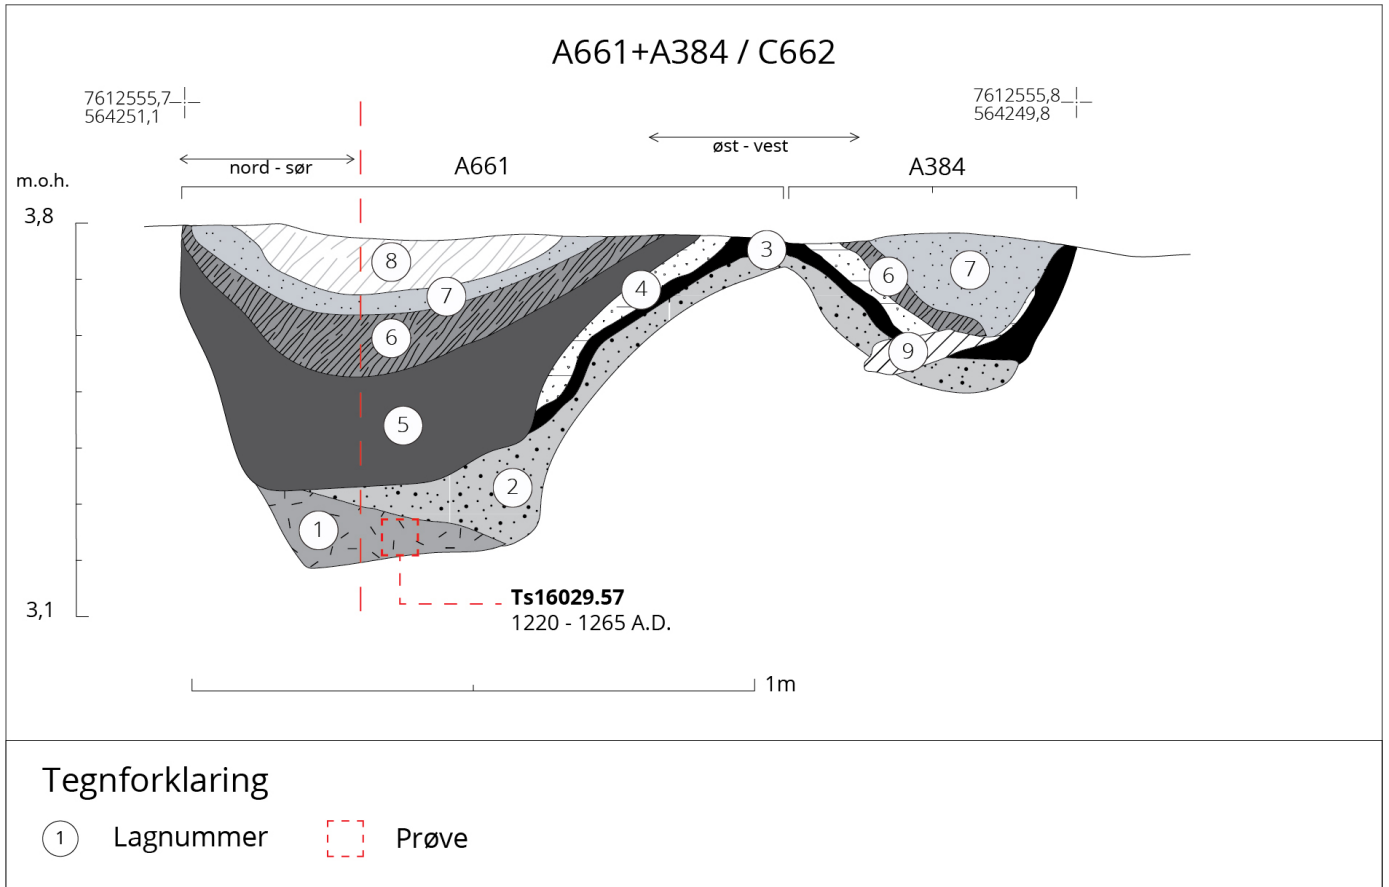 A661+A384 / C662
7612555,7
564251,1
7612555,8
564249,8
øst - vest
nord - sør
A661
A384
m.o.h.
3,8
3
8
6
7
7
4
6
9
5
2
1
Ts16029.57
1220 - 1265 A.D.
3,1
1m
Tegnforklaring
1 Lagnummer
Prøve